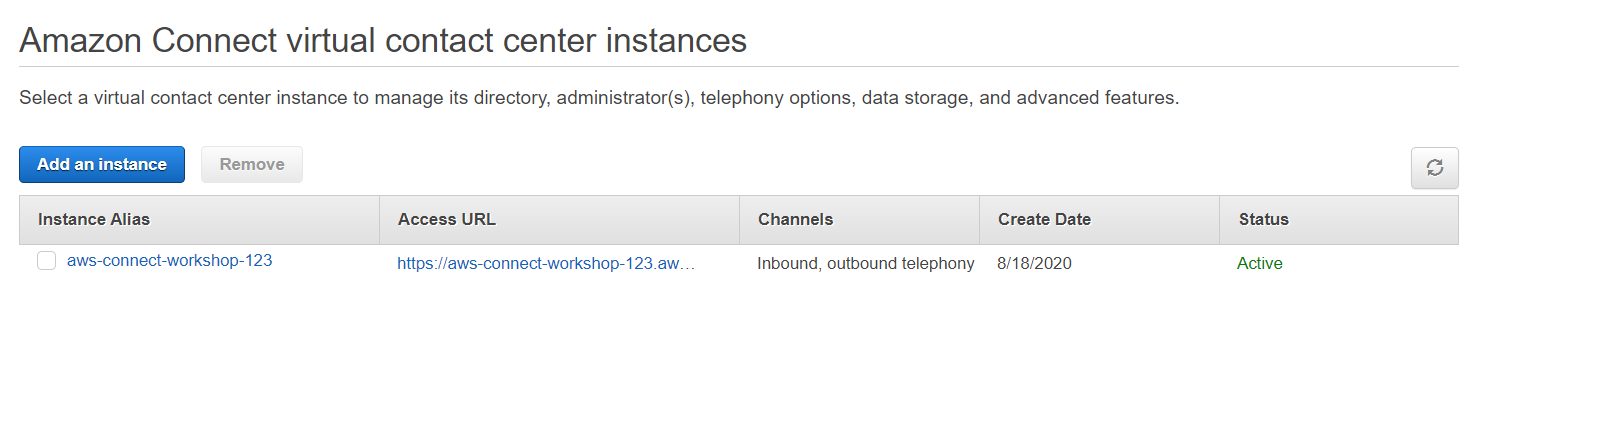 Amazon Connect virtual contact center instances
Select a virtual contact center instance to manage its directory, administrator(s), telephony options, data storage, and advanced features.
Add an instance Remove
Instance Alias Access URL Channels Create Date Status
aws-connect-workshop-123 https://aws-connect-workshop-123.aw… Inbound, outbound telephony 8/18/2020 Active